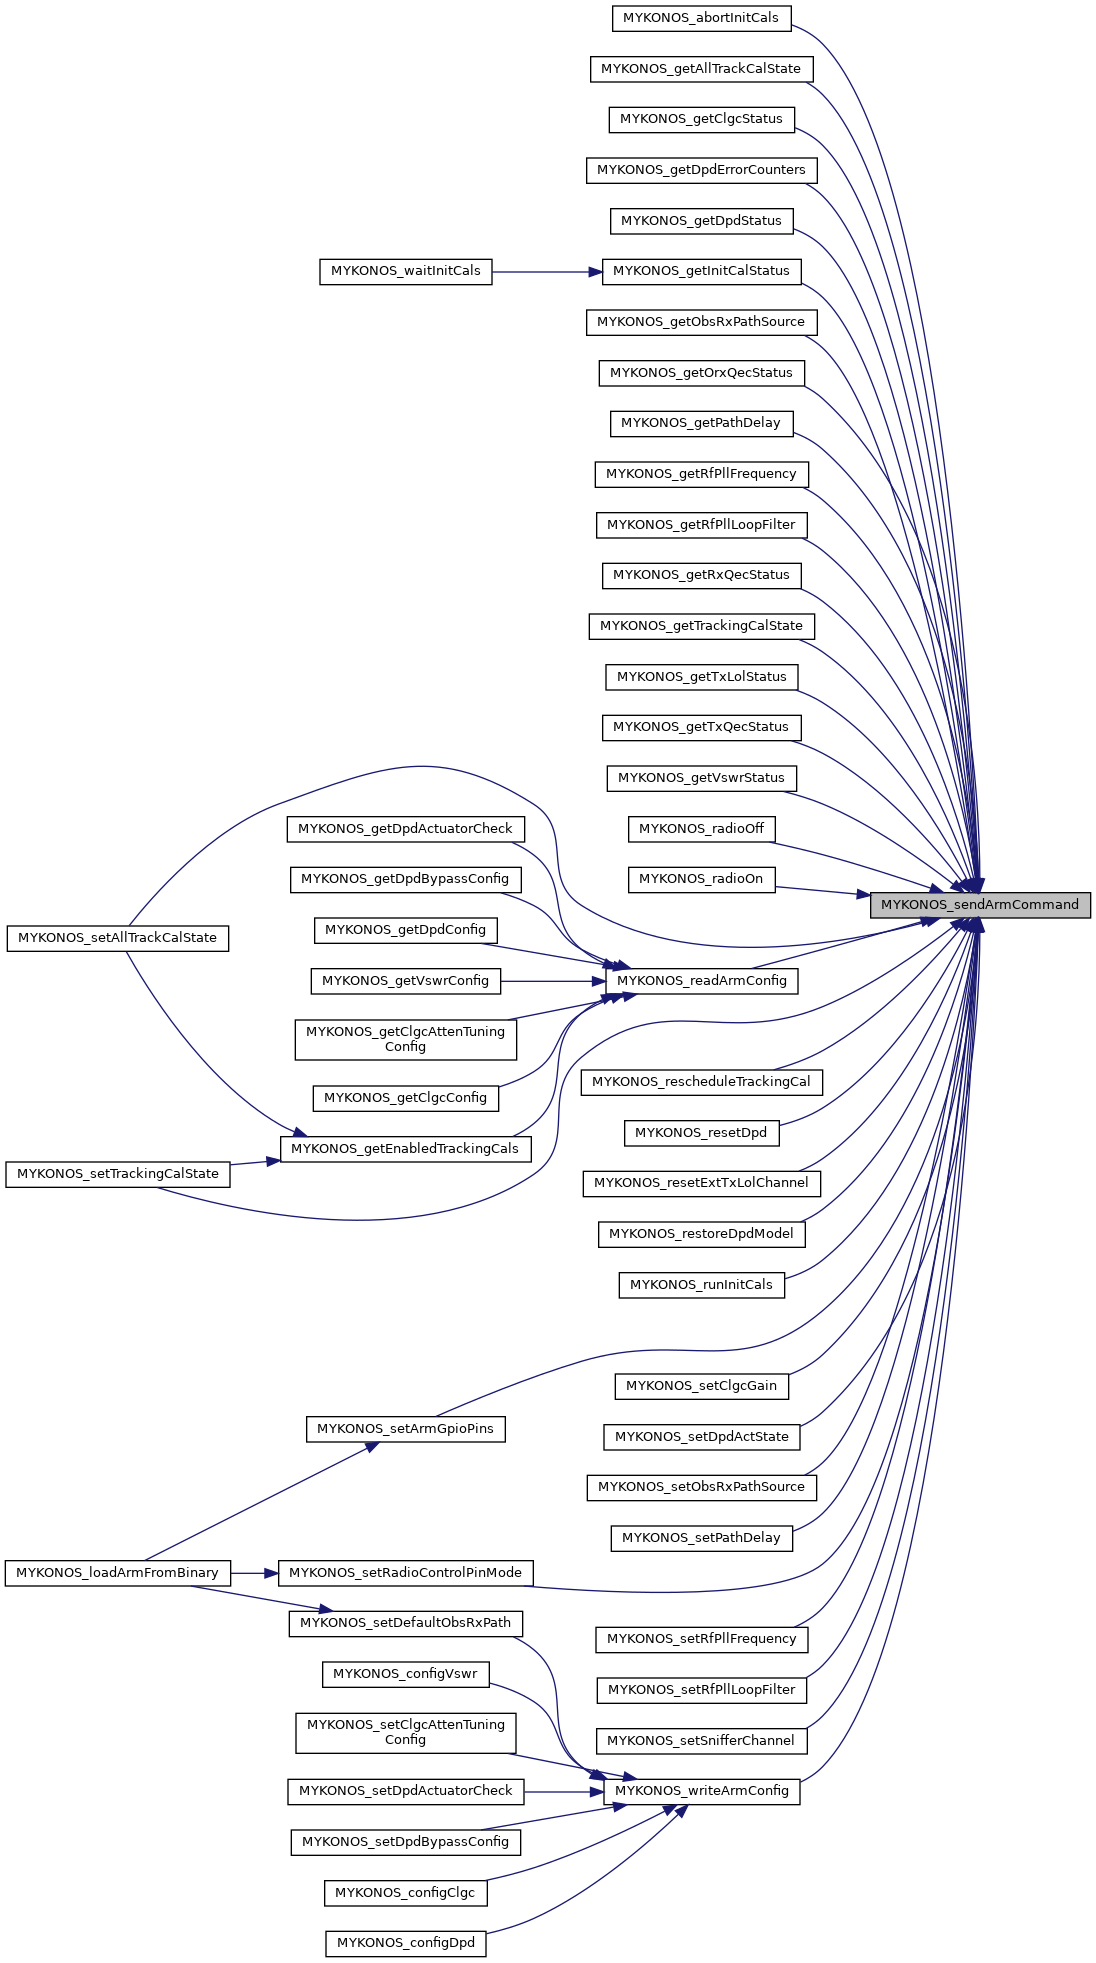 MYKONOS_abortInitCals
MYKONOS_getAllTrackCalState
MYKONOS_getClgcStatus
MYKONOS_getDpdErrorCounters
MYKONOS_getDpdStatus
MYKONOS_waitInitCals
MYKONOS_getInitCalStatus
MYKONOS_getObsRxPathSource
MYKONOS_getOrxQecStatus
MYKONOS_getPathDelay
MYKONOS_getRfPllFrequency
MYKONOS_getRfPllLoopFilter
MYKONOS_getRxQecStatus
MYKONOS_getTrackingCalState
MYKONOS_getTxLolStatus
MYKONOS_getTxQecStatus
MYKONOS_getVswrStatus
MYKONOS_getDpdActuatorCheck
MYKONOS_radioOff
MYKONOS_getDpdBypassConfig
MYKONOS_radioOn
MYKONOS_sendArmCommand
MYKONOS_getDpdConfig
MYKONOS_setAllTrackCalState
MYKONOS_getVswrConfig
MYKONOS_readArmConfig
MYKONOS_getClgcAttenTuning
Config
MYKONOS_rescheduleTrackingCal
MYKONOS_getClgcConfig
MYKONOS_resetDpd
MYKONOS_getEnabledTrackingCals
MYKONOS_setTrackingCalState
MYKONOS_resetExtTxLolChannel
MYKONOS_restoreDpdModel
MYKONOS_runInitCals
MYKONOS_setClgcGain
MYKONOS_setArmGpioPins
MYKONOS_setDpdActState
MYKONOS_setObsRxPathSource
MYKONOS_setPathDelay
MYKONOS_loadArmFromBinary
MYKONOS_setRadioControlPinMode
MYKONOS_setDefaultObsRxPath
MYKONOS_setRfPllFrequency
MYKONOS_configVswr
MYKONOS_setRfPllLoopFilter
MYKONOS_setClgcAttenTuning
Config
MYKONOS_setSnifferChannel
MYKONOS_setDpdActuatorCheck
MYKONOS_writeArmConfig
MYKONOS_setDpdBypassConfig
MYKONOS_configClgc
MYKONOS_configDpd